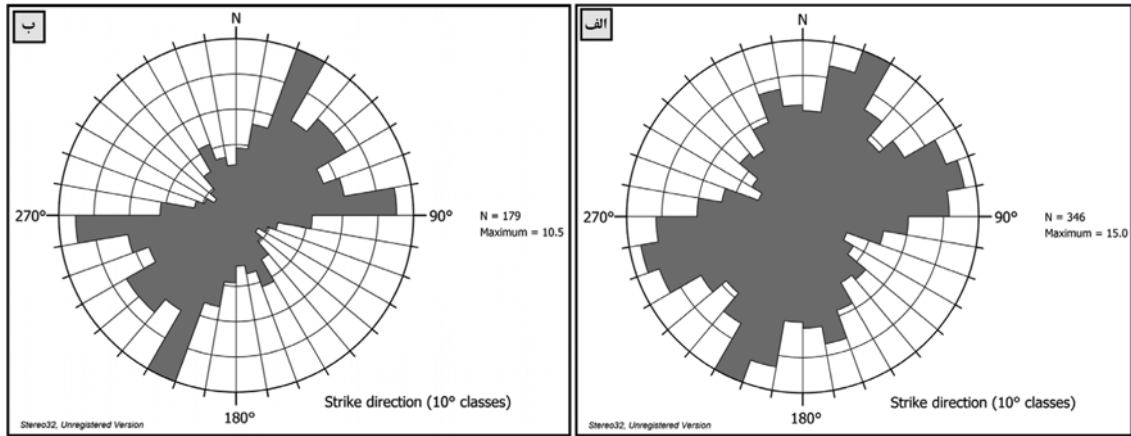 الف
N
270°
90°
N = 346
Maximum = 15.0
Strike direction (10° classes)
180°
Stereo32, Unregistered Version
ب
N
270°
90°
N = 179
Maximum = 10.5
Strike direction (10° classes)
180°
Stereo32, Unregistered Version